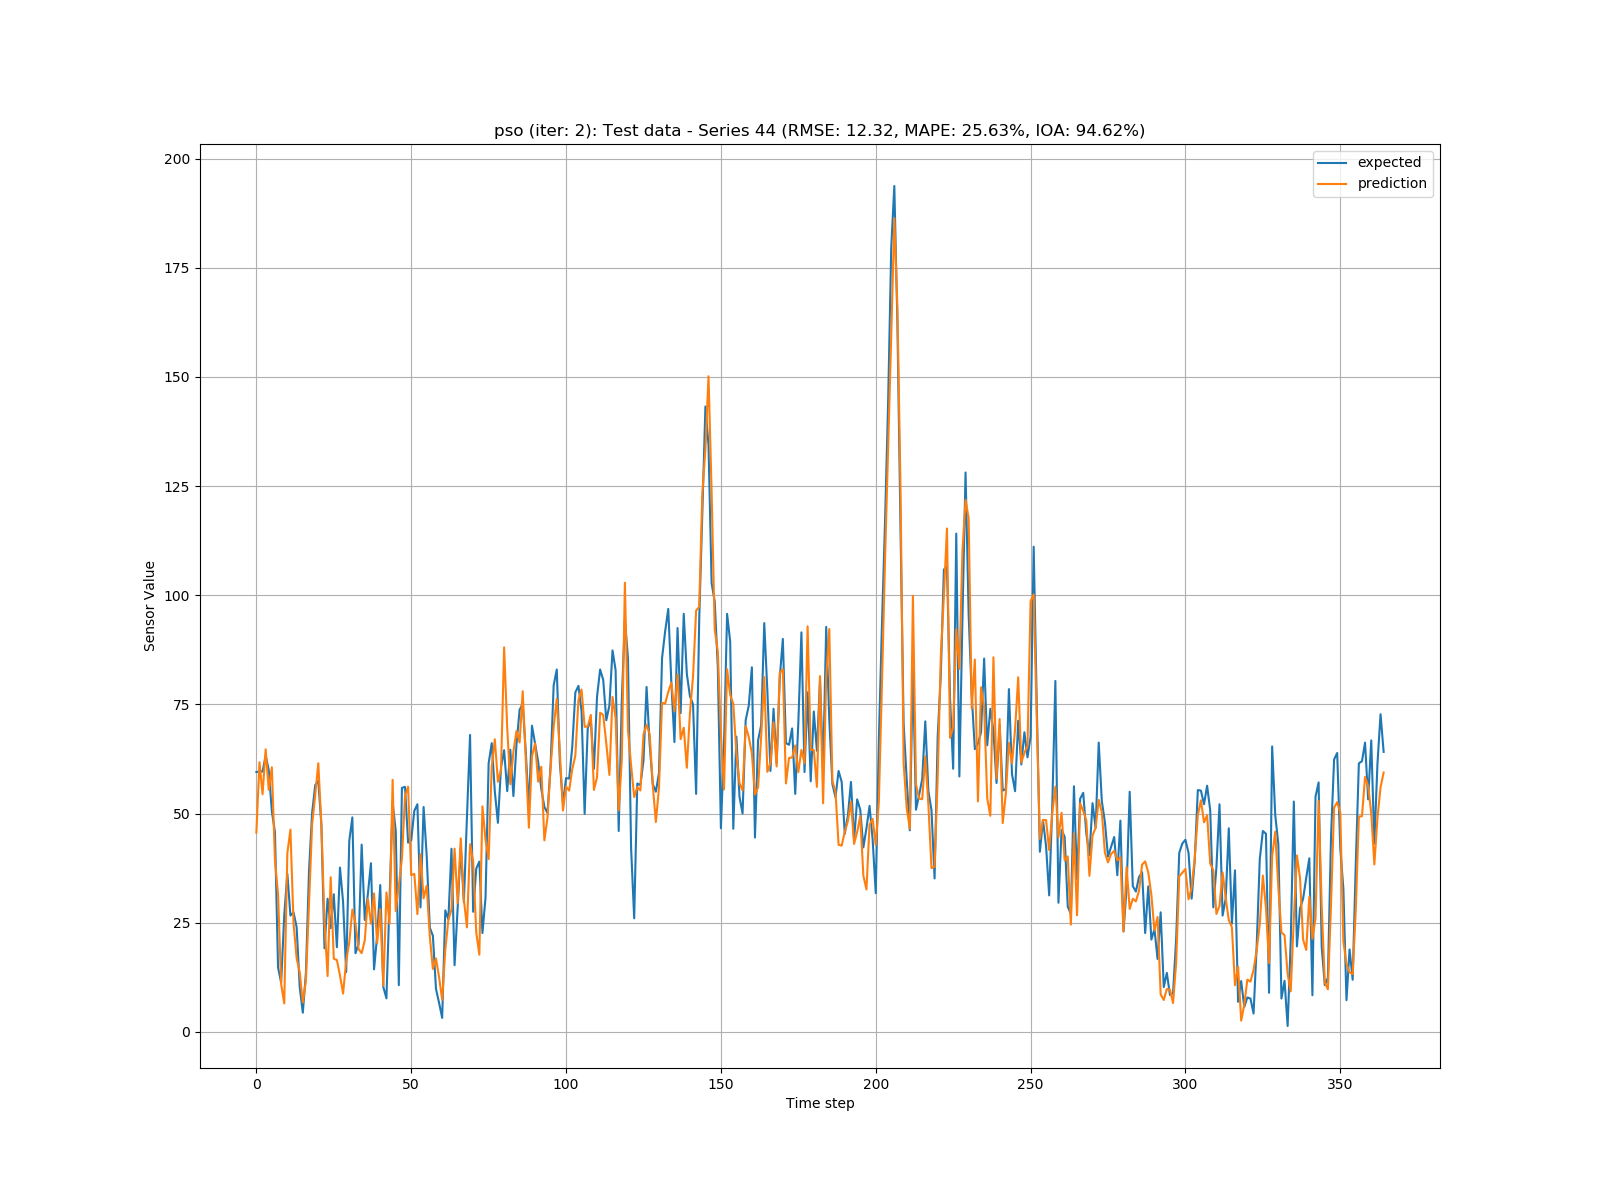 pso (iter: 2): Test data - Series 44 (RMSE: 12.32, MAPE: 25.63%, IOA: 94.62%)
expected
prediction
200
175
150
125
100
75
50
25
0
Sensor Value
0 50 100 150 200 250 300 350
Time step